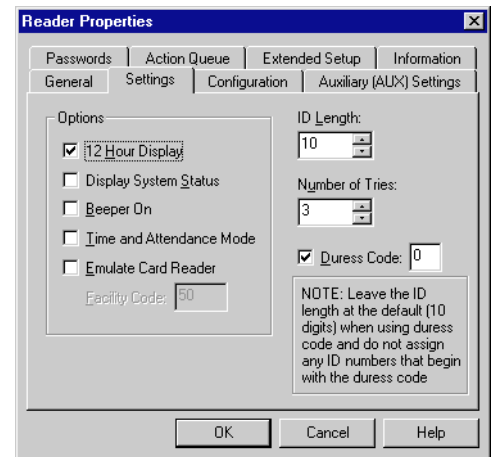 Reader Properties
Passwords
Action Queue
Extended Setup
Information
General
Settings
Configuration
Auxiliary (AUX) Settings
Options
12 Hour Display
Display System Status
Beeper On
Time and Attendance Mode
Emulate Card Reader
Facility Code: 50
ID Length:
10
Number of Tries:
3
Duress Code: 0
NOTE: Leave the ID
length at the default (10
digits) when using duress
code and do not assign
any ID numbers that begin
with the duress code
OK
Cancel
Help